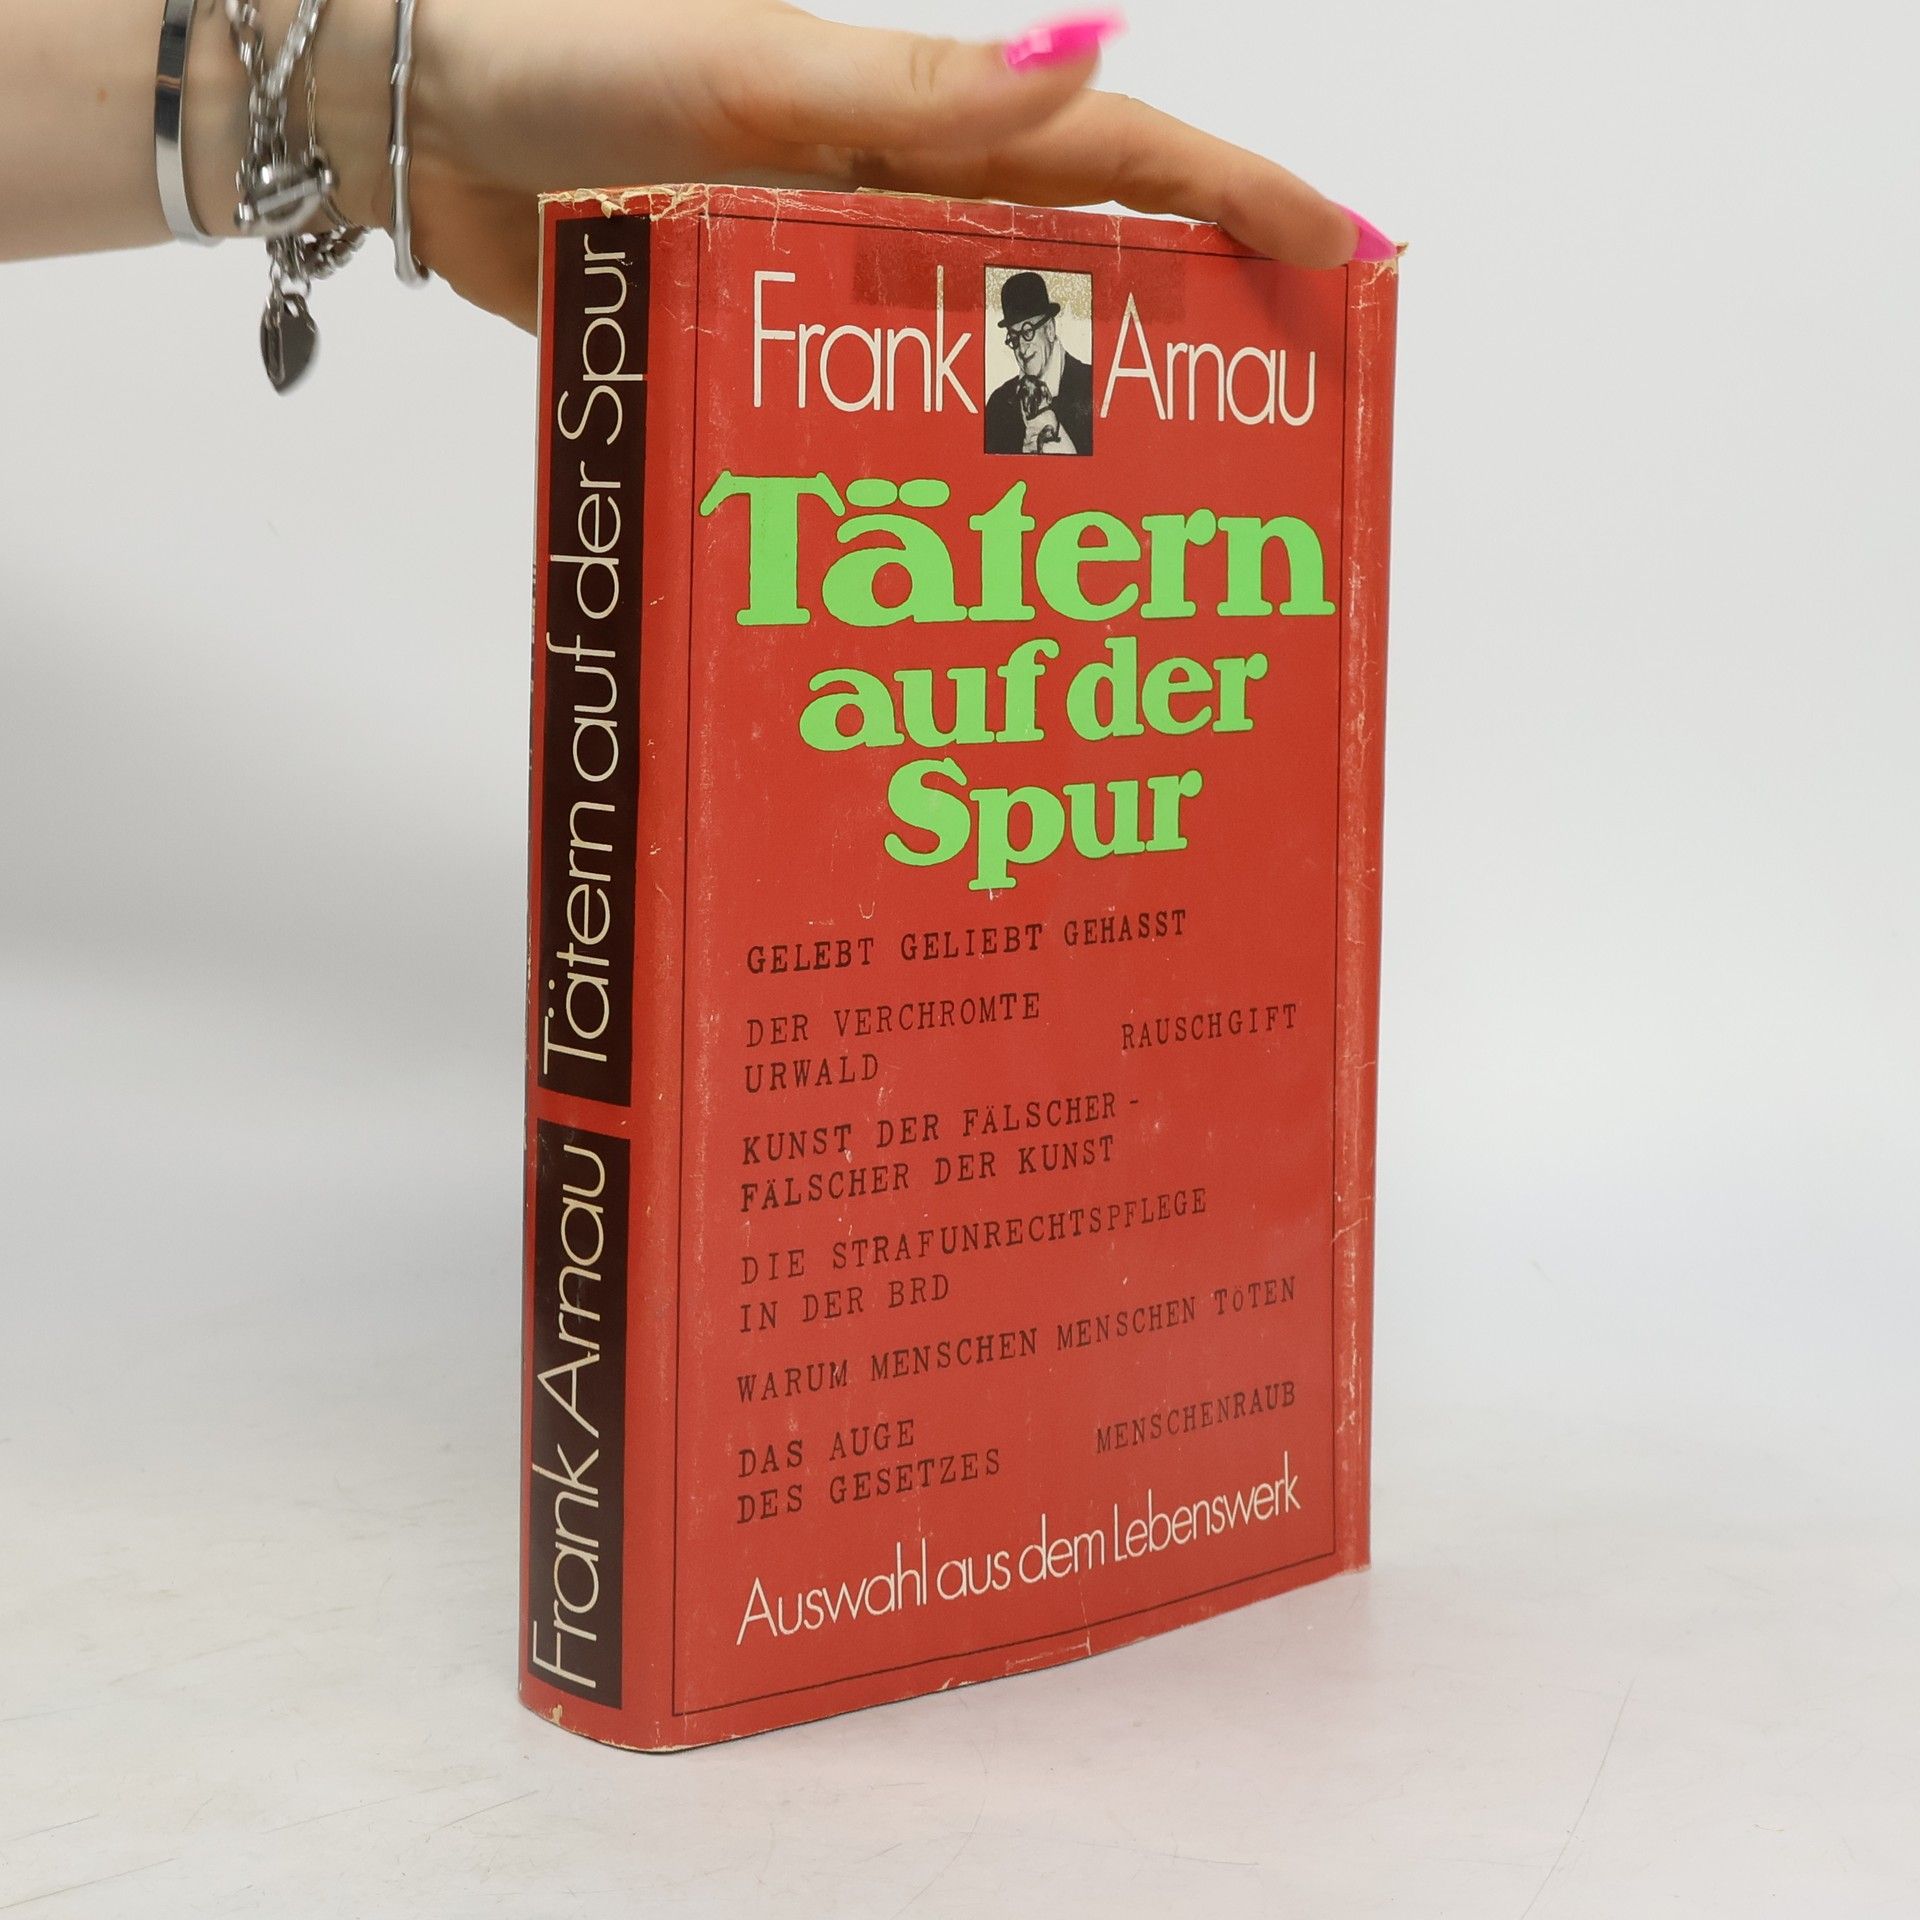 Frank Arnau Tätern auf der Spur
Frank Arnau
Tätern
auf der
Spur
GELEBT GELIEBT GEHASST
DER VERCHROMTE
URWALD
RAUSCHGIFT
KUNST DER FÄLSCHER -
FÄLSCHER DER KUNST
DIE STRAFUNRECHTSPFLEGE
IN DER BRD
WARUM MENSCHEN MENSCHEN TÖTEN
DAS AUGE
DES GESETZES
MENSCHENRAUB
Auswahl aus dem Lebenswerk